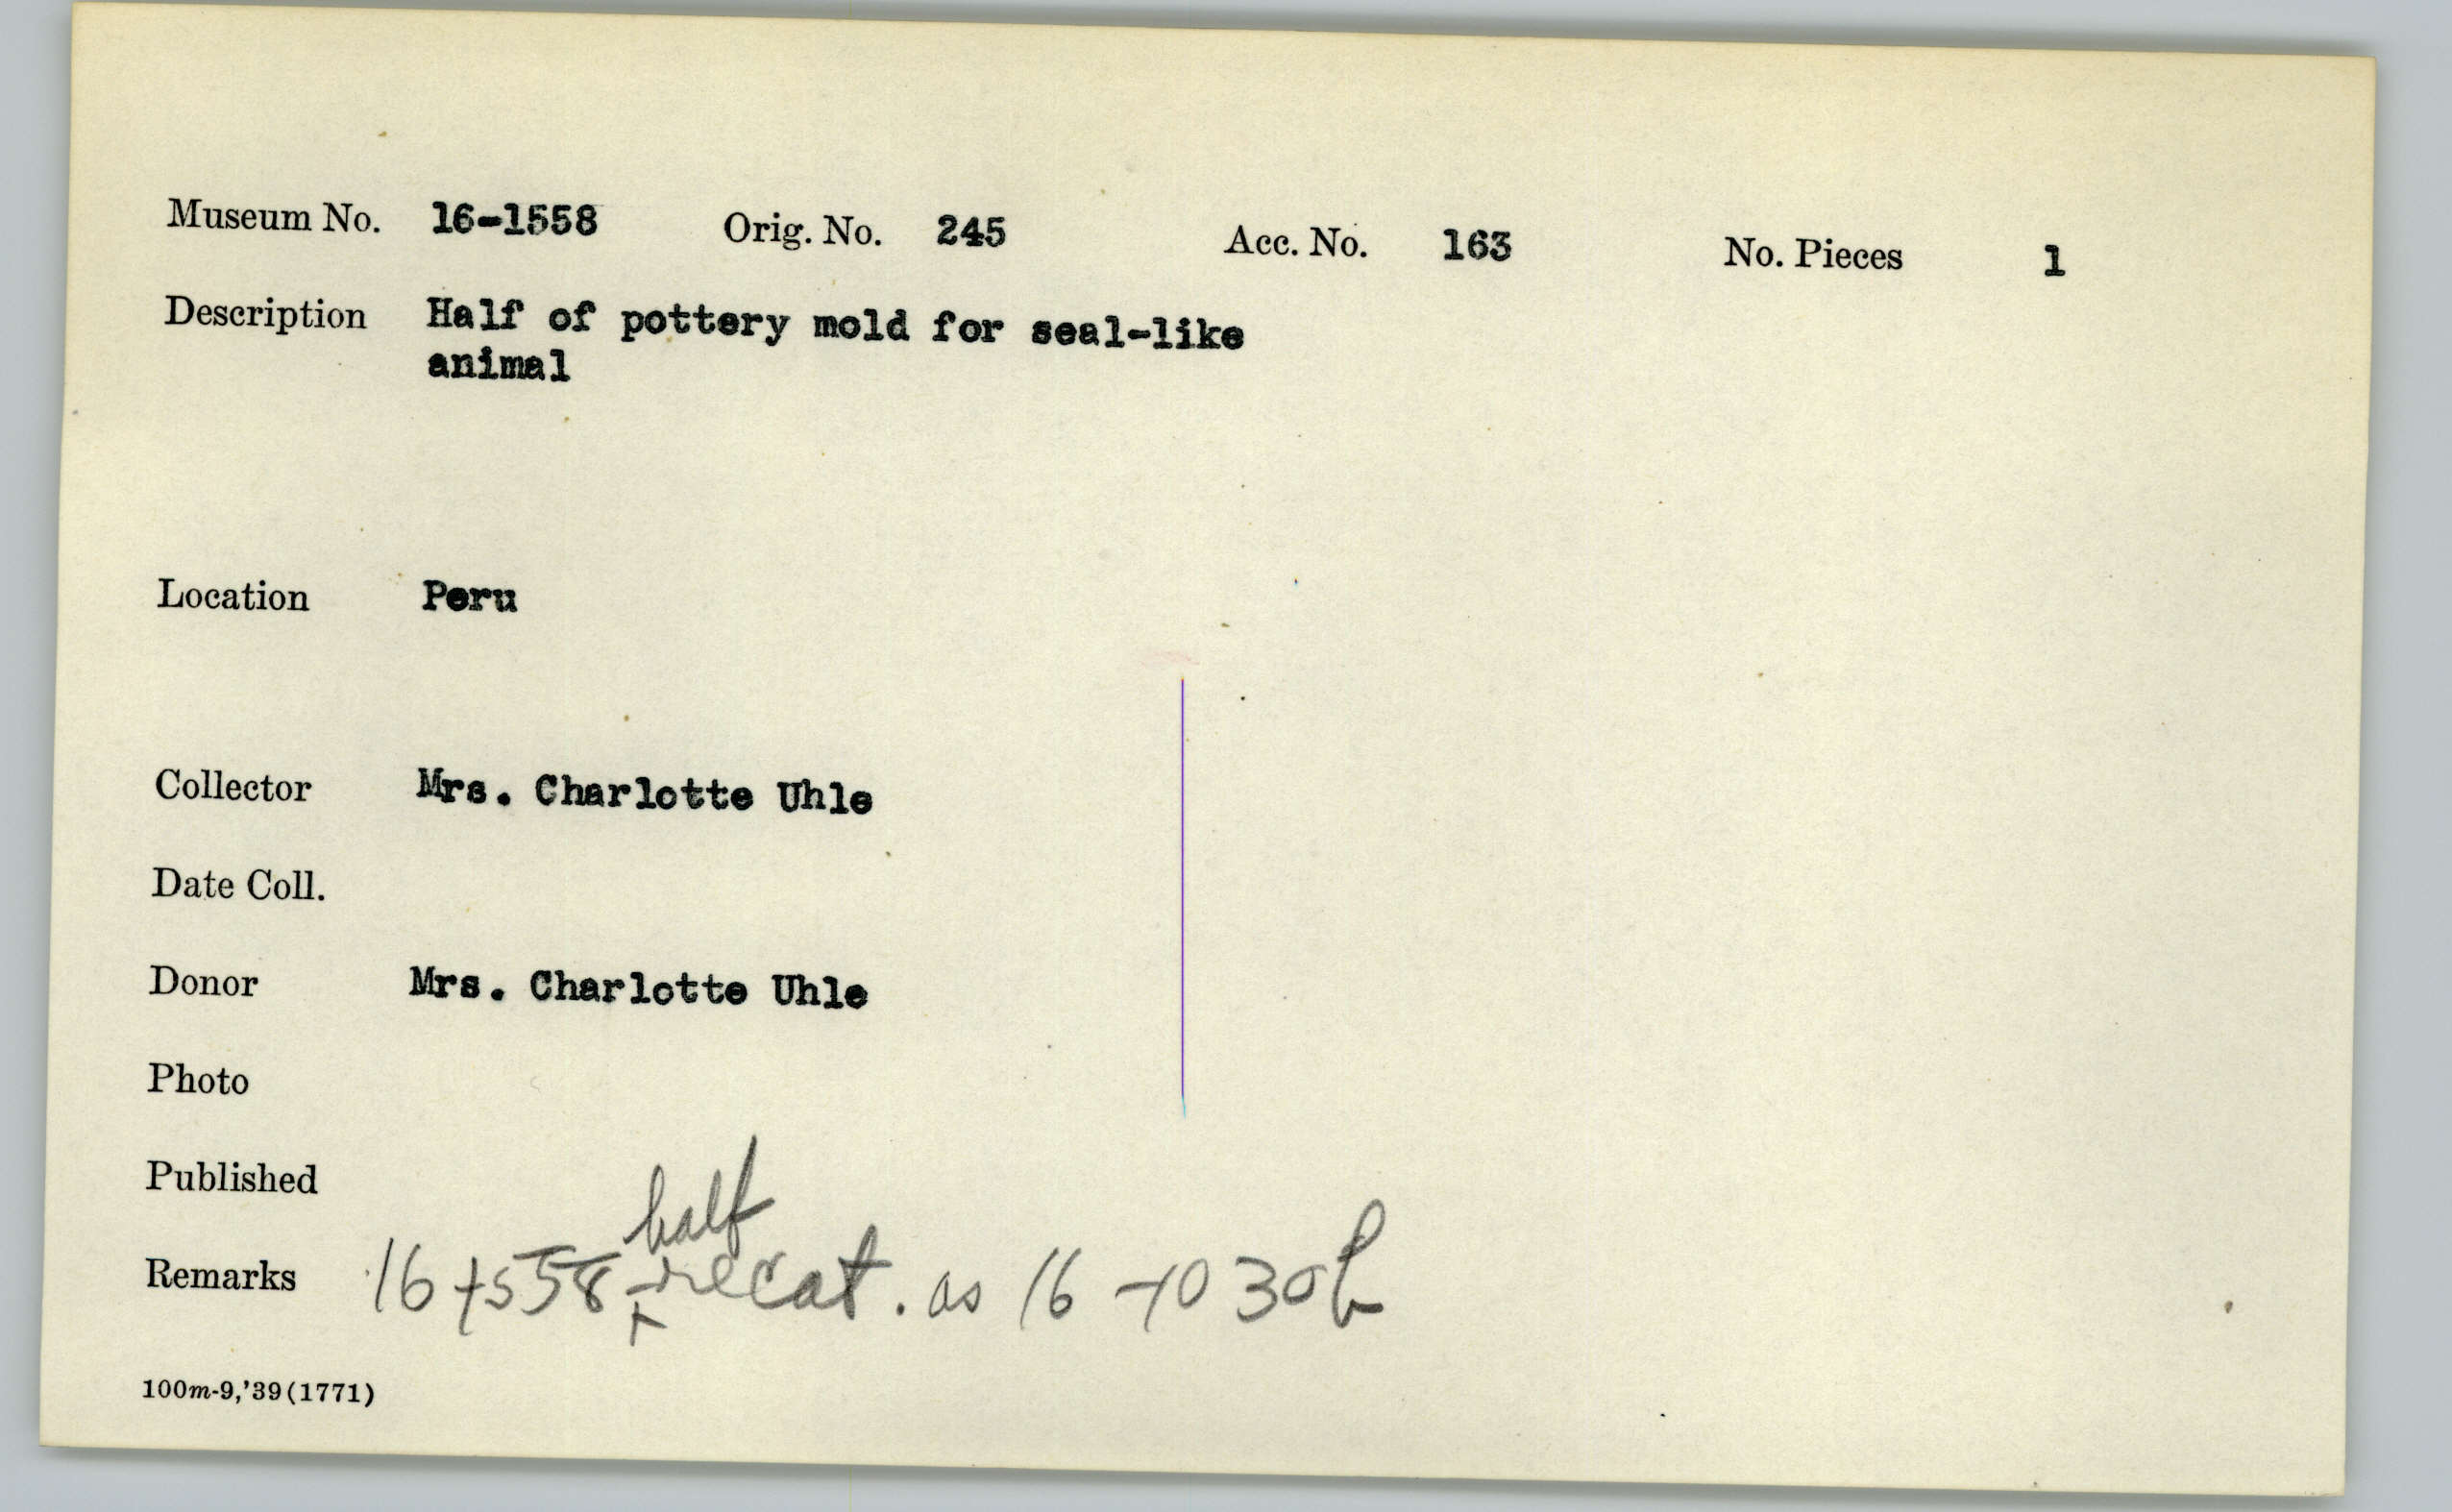 Museum No. 16-1558 Orig. No. 245 Acc. No. 163 No. Pieces 1
Description Half of pottery mold for seal-like
animal
Location Peru
Collector Mrs. Charlotte Uhle
Date Coll.
Donor Mrs. Charlotte Uhle
Photo
Published
half
Remarks 16-1558 recat. as 16-1030b
100m-9,'39(1771)